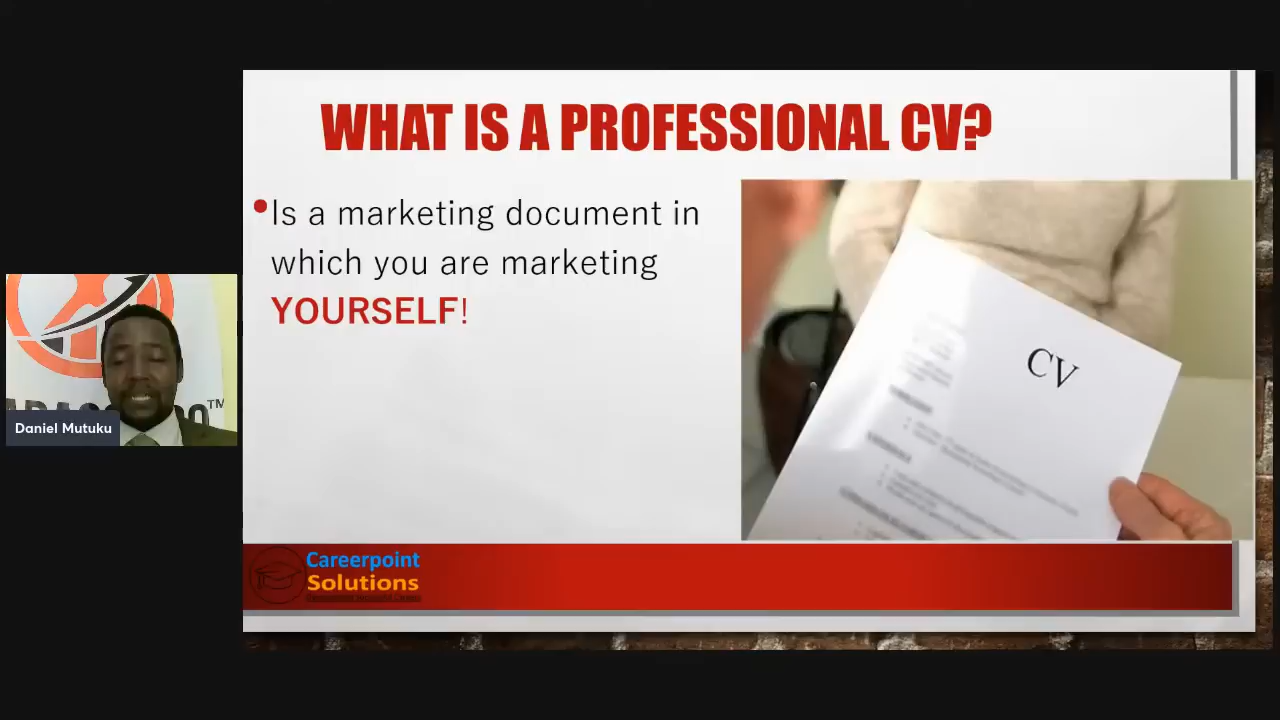 WHAT IS A PROFESSIONAL CV?
•Is a marketing document in
which you are marketing
YOURSELF!
CV
Daniel Mutuku
Careerpoint
Solutions